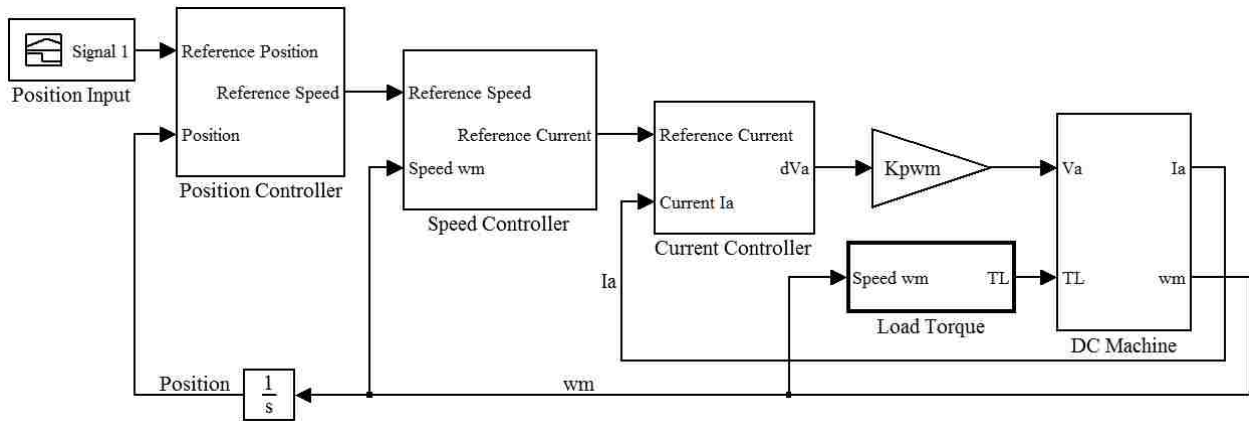 Signal 1
Position Input
Reference Position
Reference Speed
Position
Position Controller
Reference Speed
Reference Current
Speed wm
Speed Controller
Reference Current
dVa
Current Ia
Current Controller
Kpwm
Va
Ia
TL
wm
DC Machine
Speed wm
TL
Load Torque
Ia
Position
1
s
wm